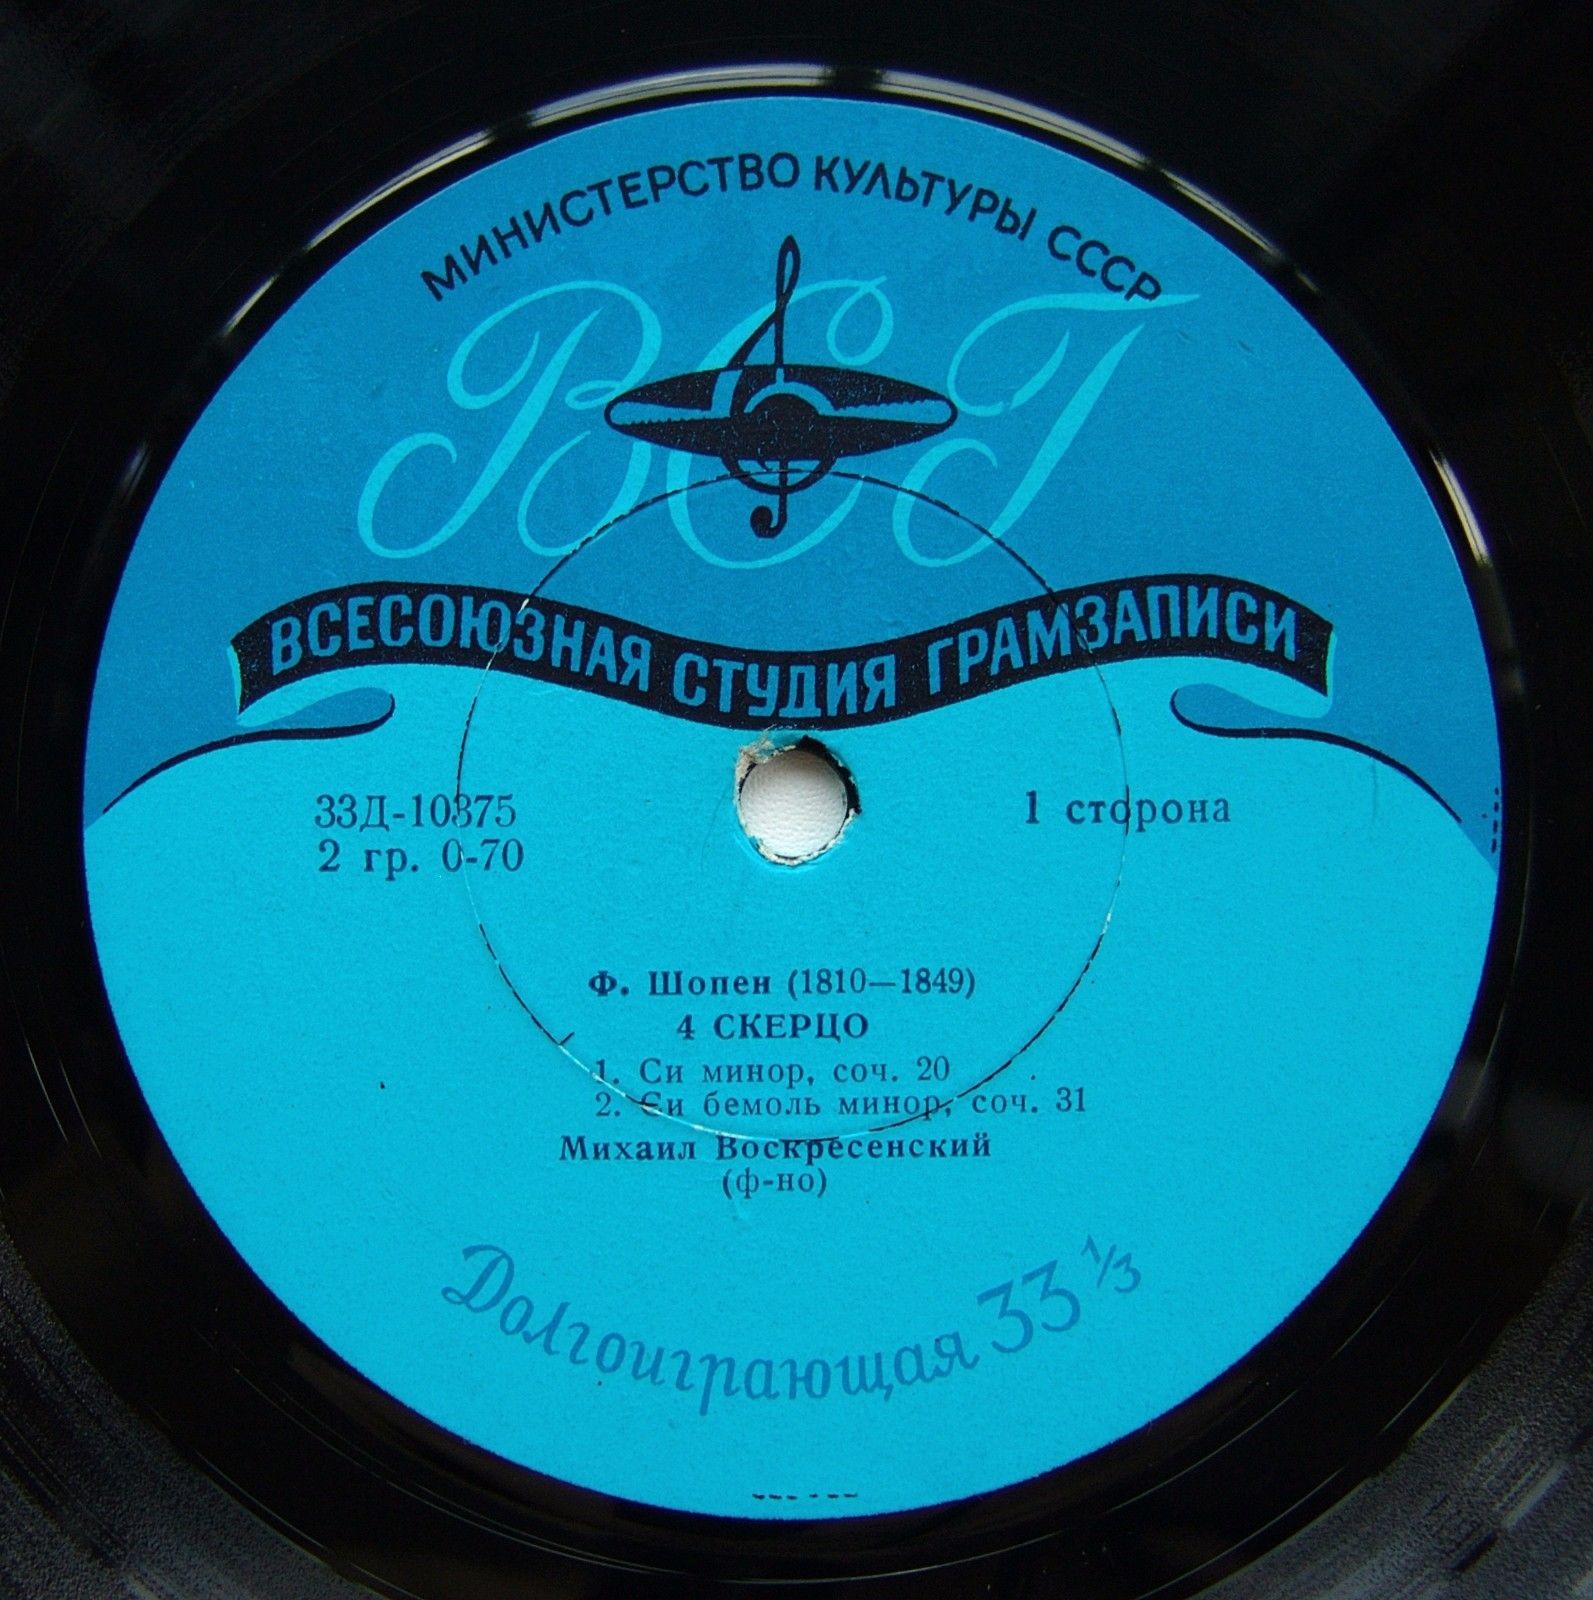 МИНИСТЕРСТВО КУЛЬТУРЫ СССР
ВСГ
ВСЕСОЮЗНАЯ СТУДИЯ ГРАМЗАПИСИ
33Д-10375
2 гр. 0-70
1 сторона
Ф. Шопен (1810—1849)
4 СКЕРЦО
1. Си минор, соч. 20
2. Си бемоль минор, соч. 31
Михаил Воскресенский
(ф-но)
Долгоиграющая 33 1/3